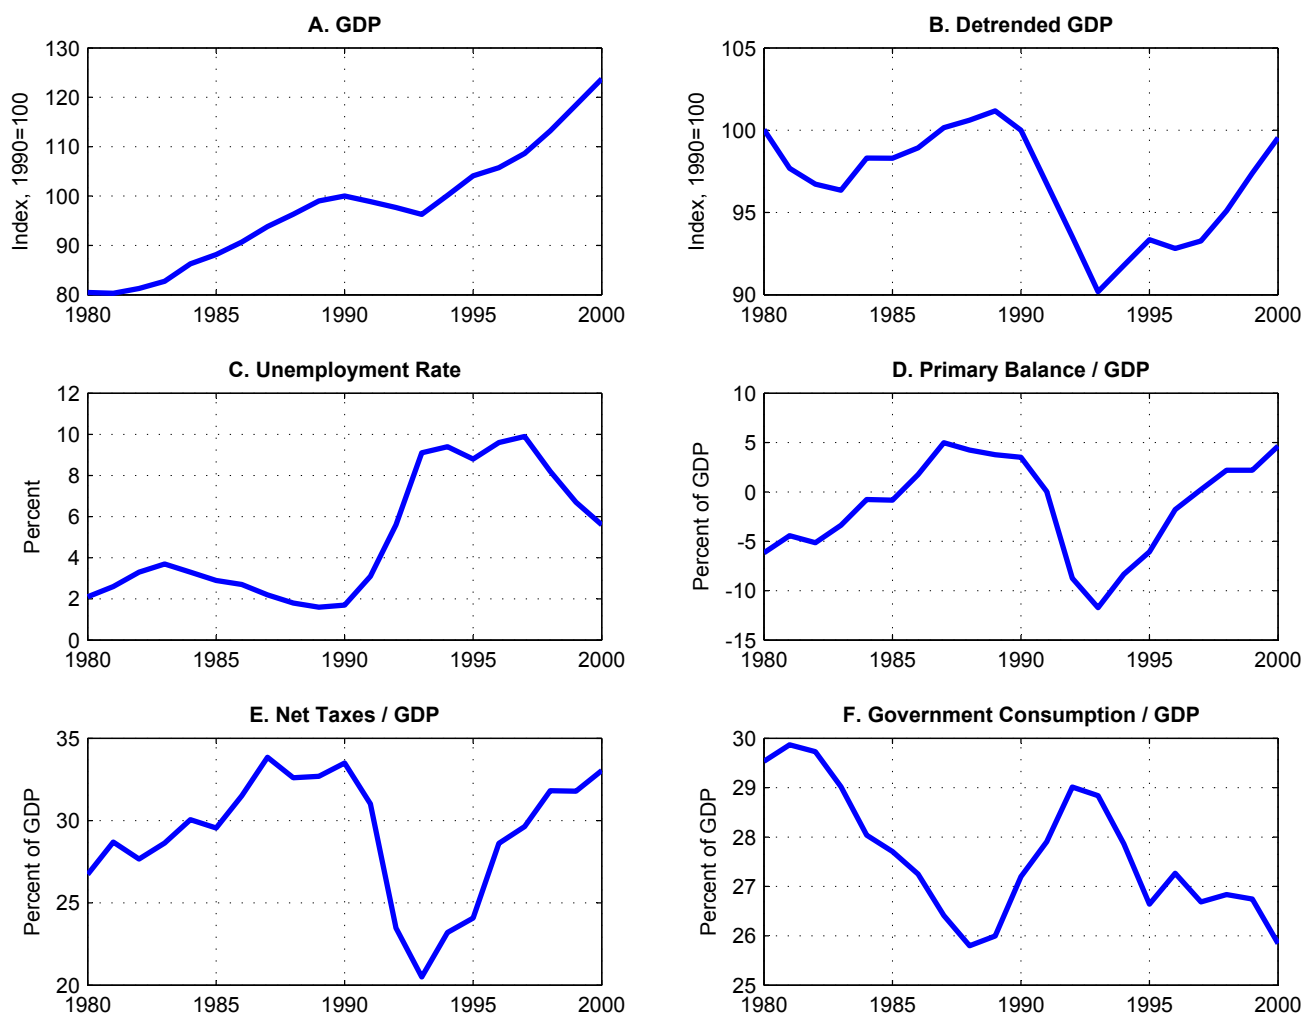 A. GDP
Index, 1990=100
130
120
110
100
90
80
1980 1985 1990 1995 2000
B. Detrended GDP
Index, 1990=100
105
100
95
90
1980 1985 1990 1995 2000
C. Unemployment Rate
Percent
12
10
8
6
4
2
0
1980 1985 1990 1995 2000
D. Primary Balance / GDP
Percent of GDP
10
5
0
-5
-10
-15
1980 1985 1990 1995 2000
E. Net Taxes / GDP
Percent of GDP
35
30
25
20
1980 1985 1990 1995 2000
F. Government Consumption / GDP
Percent of GDP
30
29
28
27
26
25
1980 1985 1990 1995 2000